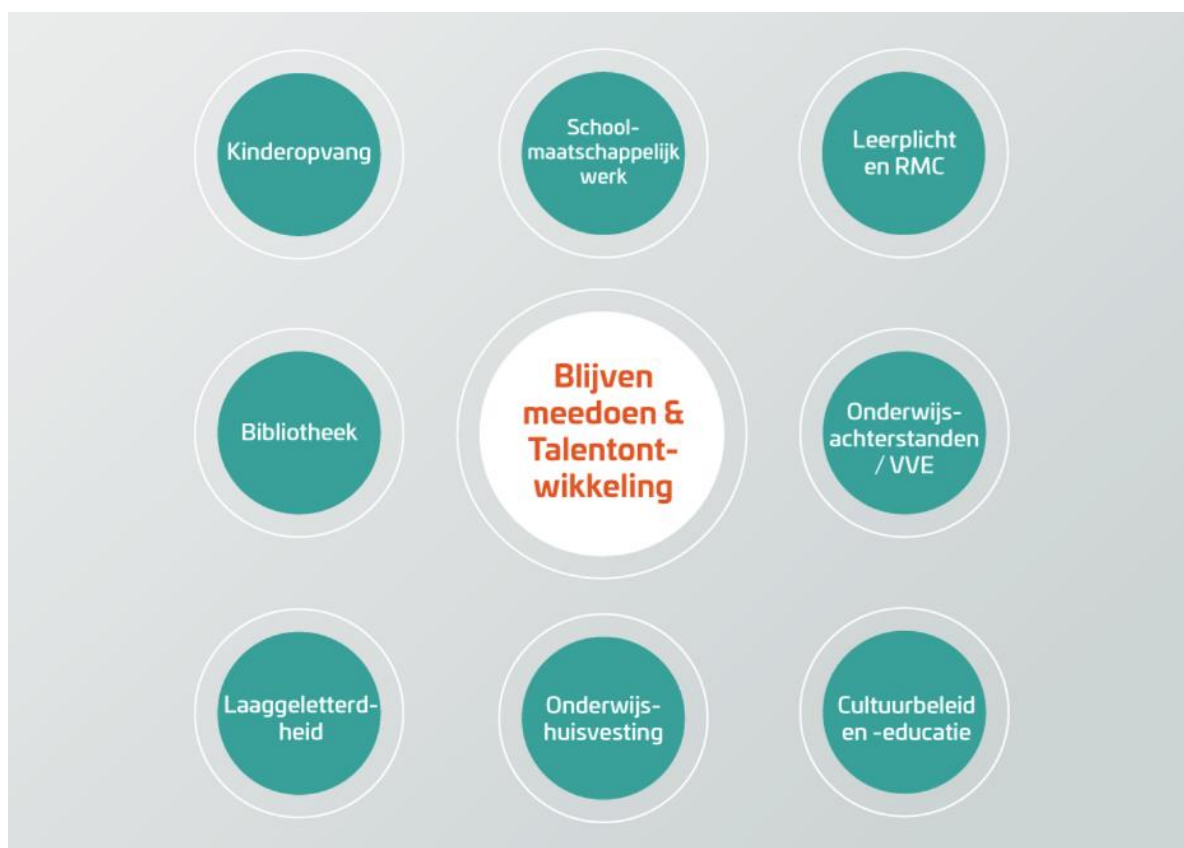 Kinderopvang
School-
maatschappelijk
werk
Leerplicht
en RMC
Bibliotheek
Blijven
meedoen &
Talentont-
wikkeling
Onderwijs-
achterstanden
/ VVE
Laaggeletterd-
heid
Onderwijs-
huisvesting
Cultuurbeleid
en -educatie